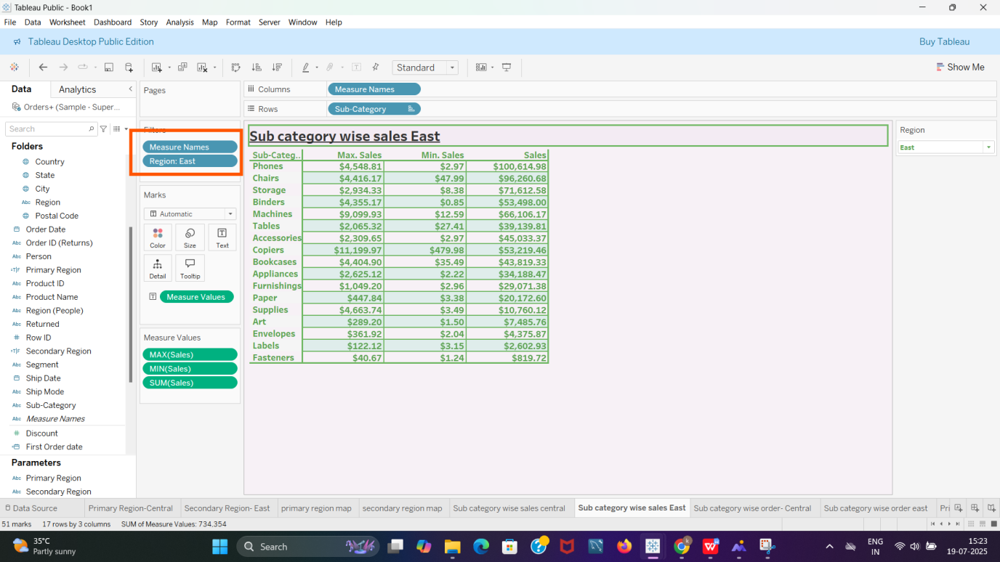 Tableau Public - Book1
File Data Worksheet Dashboard Story Analysis Map Format Server Window Help
Tableau Desktop Public Edition Buy Tableau
Standard Show Me
Data Analytics
Orders+ (Sample - Super...
Search
Folders
Country
State
City
Abc Region
Postal Code
Order Date
Abc Order ID (Returns)
Abc Person
=T|F Primary Region
Abc Product ID
Abc Product Name
Abc Region (People)
Abc Returned
# Row ID
=T|F Secondary Region
Abc Segment
Ship Date
Abc Ship Mode
Abc Sub-Category
Abc Measure Names
# Discount
First Order date
Parameters
Abc Primary Region
Abc Secondary Region
Pages
Filters
Measure Names
Region: East
Marks
Automatic
Color Size Text
Detail Tooltip
Measure Values
Measure Values
MAX(Sales)
MIN(Sales)
SUM(Sales)
Columns Measure Names
Rows Sub-Category
Sub category wise sales East
Sub-Categ.. Max. Sales Min. Sales Sales
Phones $4,548.81 $2.97 $100,614.98
Chairs $4,416.17 $47.99 $96,260.68
Storage $2,934.33 $8.38 $71,612.58
Binders $4,355.17 $0.85 $53,498.00
Machines $9,099.93 $12.59 $66,106.17
Tables $2,065.32 $27.41 $39,139.81
Accessories $2,309.65 $2.97 $45,033.37
Copiers $11,199.97 $479.98 $53,219.46
Bookcases $4,404.90 $35.49 $43,819.33
Appliances $2,625.12 $2.22 $34,188.47
Furnishings $1,049.20 $2.96 $29,071.38
Paper $447.84 $3.38 $20,172.60
Supplies $4,663.74 $3.49 $10,760.12
Art $289.20 $1.50 $7,485.76
Envelopes $361.92 $2.04 $4,375.87
Labels $122.12 $3.15 $2,602.93
Fasteners $40.67 $1.24 $819.72
Region
East
Data Source Primary Region-Central Secondary Region- East primary region map secondary region map Sub category wise sales central Sub category wise sales East Sub category wise order- Central Sub category wise order east Pri
51 marks 17 rows by 3 columns SUM of Measure Values: 734,354
35°C
Partly sunny
Search
ENG
IN
15:23
19-07-2025